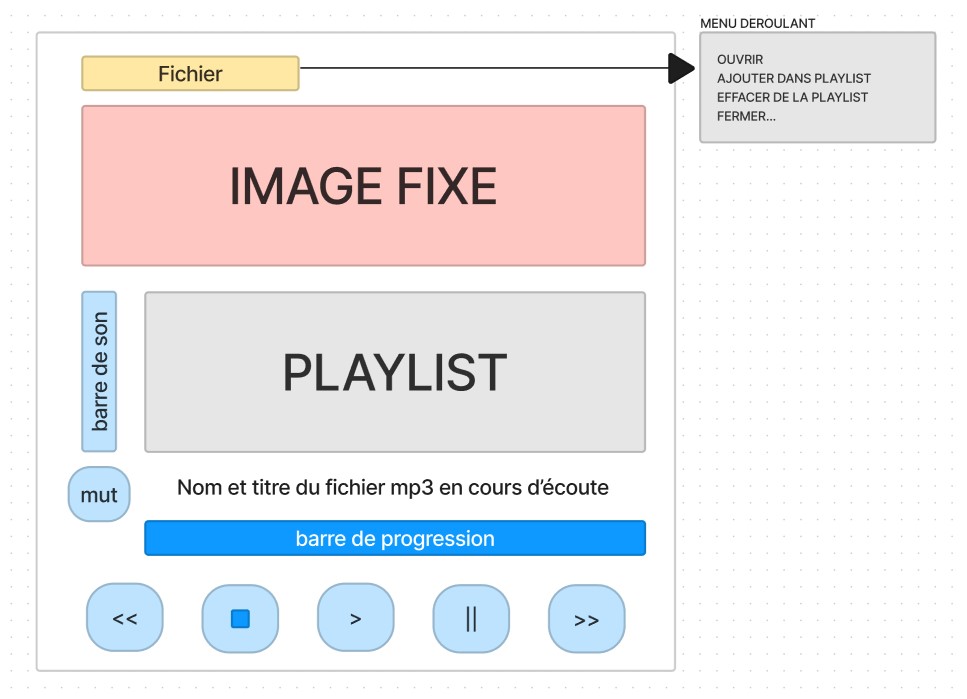 MENU DEROULANT
Fichier
OUVRIR
AJOUTER DANS PLAYLIST
EFFACER DE LA PLAYLIST
FERMER...
IMAGE FIXE
barre de son
PLAYLIST
mut
Nom et titre du fichier mp3 en cours d'écoute
barre de progression
<< > || >>